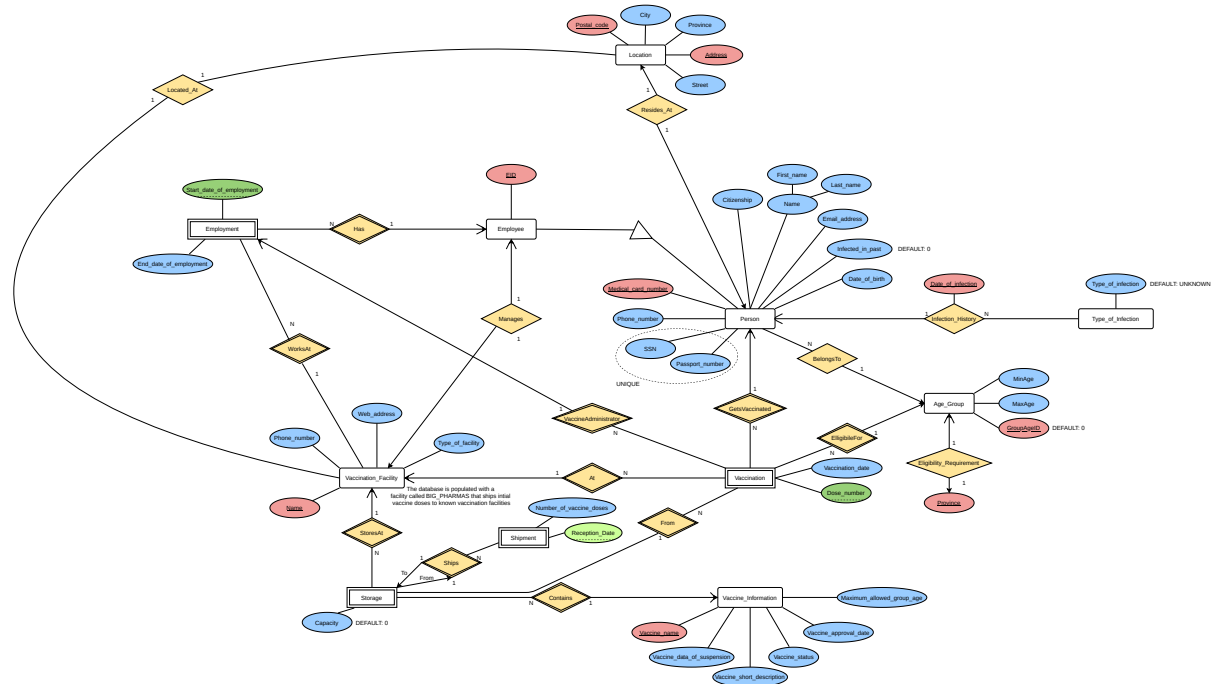 City
Postal_code
Province
Location
Address
Street
1
Located_At
1
1
Resides_At
1
EID
First_name
Last_name
Start_date_of_employment
Citizenship
Name
Email_address
Employment
N
Has
1
Employee
Infected_in_past
DEFAULT: 0
End_date_of_employment
Date_of_birth
Date_of_infection
Type_of_infection
DEFAULT: UNKNOWN
Medical_card_number
1
Manages
1
Phone_number
Person
1
Infection_History
N
Type_of_Infection
N
WorksAt
1
SSN
Passport_number
UNIQUE
N
BelongsTo
1
MinAge
MaxAge
Age_Group
GroupAgeID
DEFAULT: 0
1
GetsVaccinated
N
Web_address
1
VaccineAdministrator
N
1
ElligibileFor
N
Phone_number
Type_of_facility
1
Eligibility_Requirement
1
Vaccination_date
Vaccination_Facility
1
At
N
Vaccination
Dose_number
Province
The database is populated with a
facility called BIG_PHARMAS that ships intial
vaccine doses to known vaccination facilities
Name
Number_of_vaccine_doses
N
From
1
1
StoresAt
N
Shipment
Reception_Date
1
Ships
N
To
From
1
Storage
N
Contains
1
Vaccine_Information
Maximum_allowed_group_age
Capacity
DEFAULT: 0
Vaccine_name
Vaccine_approval_date
Vaccine_data_of_suspension
Vaccine_status
Vaccine_short_description